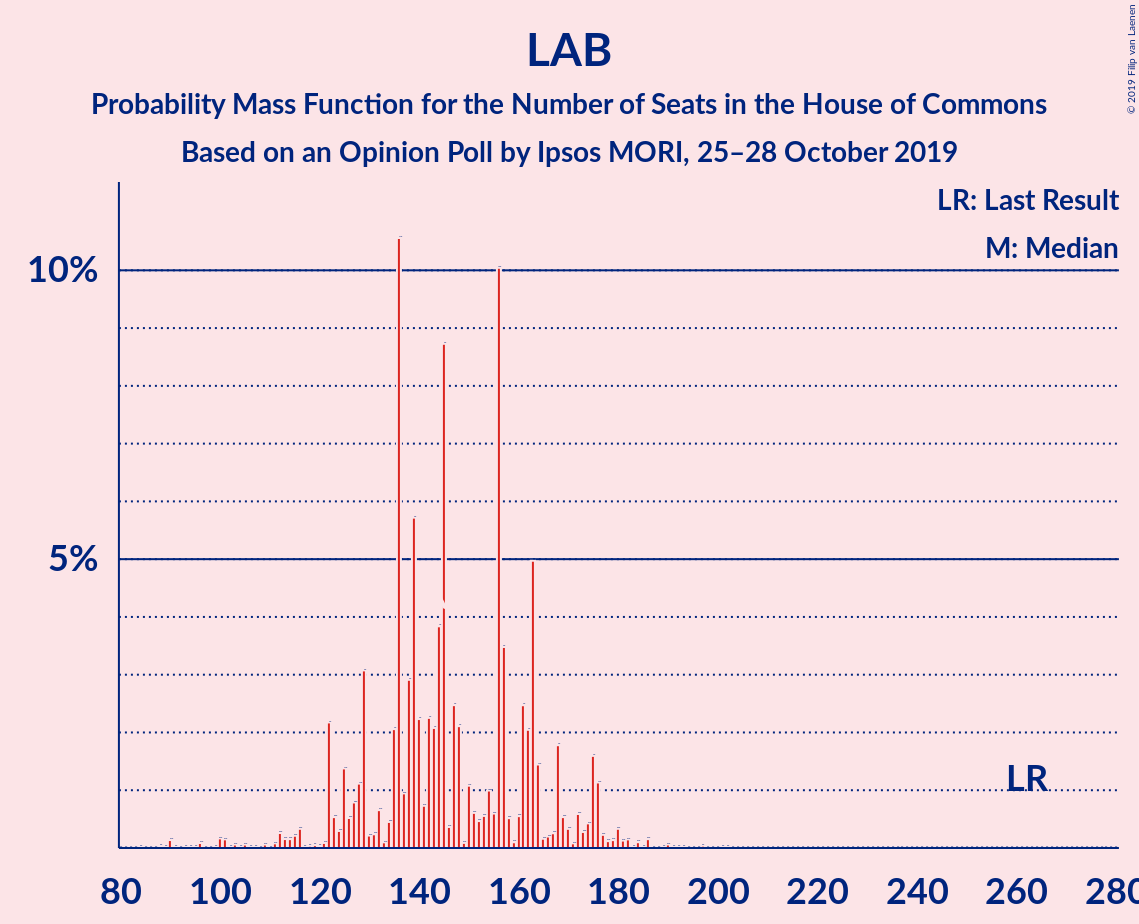 LAB
Probability Mass Function for the Number of Seats in the House of Commons
Based on an Opinion Poll by Ipsos MORI, 25–28 October 2019
© 2019 Filip van Laenen
LR: Last Result
M: Median
10%
5%
LR
80 100 120 140 160 180 200 220 240 260 280